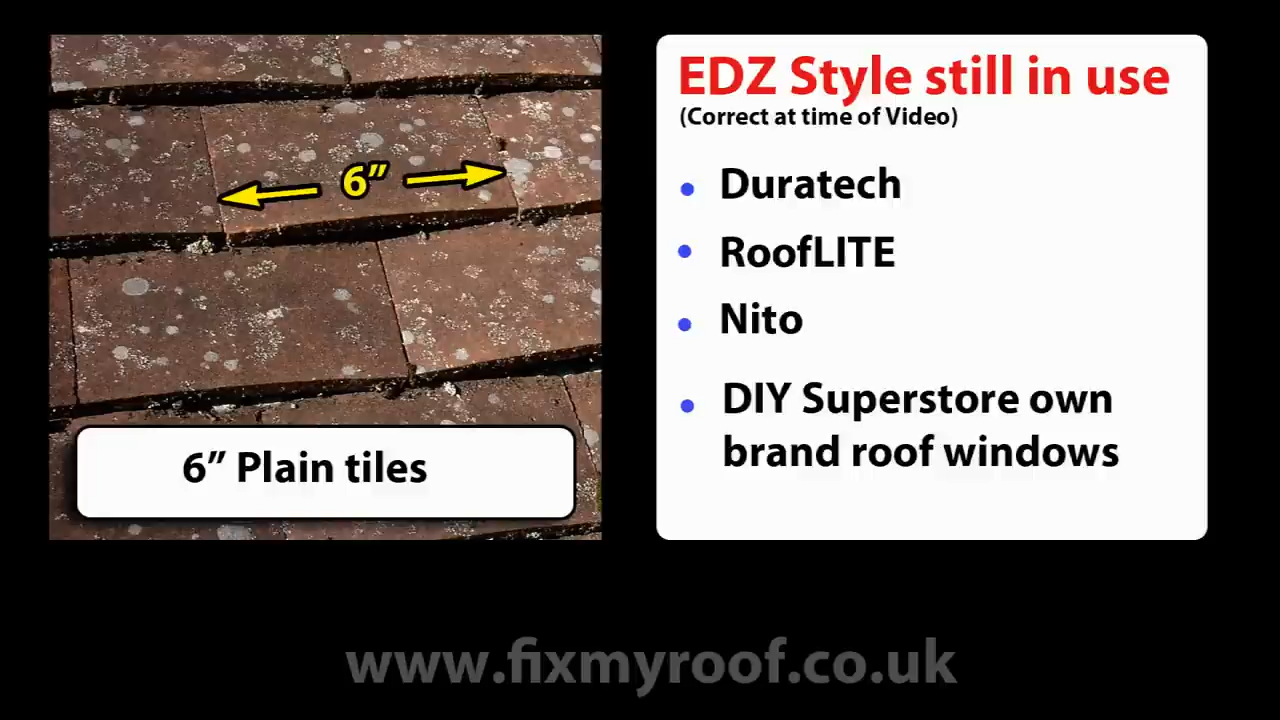 6”
6” Plain tiles
EDZ Style still in use
(Correct at time of Video)
• Duratech
• RoofLITE
• Nito
• DIY Superstore own
brand roof windows
www.fixmyroof.co.uk